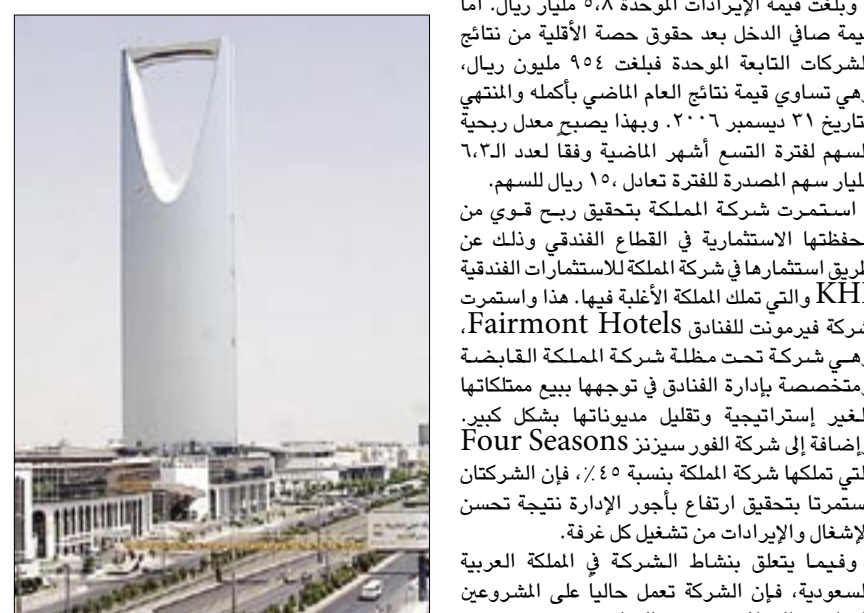 وبلغت قيمة الإيرادات الموحدة ٥،٨ مليار ريال. أما
قيمة صافي الدخل بعد حقوق حصة الأقلية من نتائج
الشركات التابعة الموحدة فبلغت ٩٥٤ مليون ريال،
وهي تساوي قيمة نتائج العام الماضي بأكمله والمنتهي
بتاريخ ٣١ ديسمبر ٢٠٠٦. وبهذا يصبح معدل ربحية
السهم لفترة التسع أشهر الماضية وفقاً لعدد الـ٦،٣
مليار سهم المصدرة للفترة تعادل ،١٥ ريال للسهم.
استمرت شركة المملكة بتحقيق ربح قوي من
محفظتها الاستثمارية في القطاع الفندقي وذلك عن
طريق استثمارها في شركة المملكة للاستثمارات الفندقية
KHI والتي تملك المملكة الأغلبة فيها. هذا واستمرت
شركة فيرمونت للفنادق Fairmont Hotels،
وهي شركة تحت مظلة شركة المملكة القابضة
ومتخصصة بإدارة الفنادق في توجهها ببيع ممتلكاتها
الغير إستراتيجية وتقليل مديوناتها بشكل كبير.
وإضافة إلى شركة الفور سيزنز Four Seasons
التي تملكها شركة المملكة بنسبة ٤٥٪، فإن الشركتان
استمرتا بتحقيق ارتفاع بأجور الإدارة نتيجة تحسن
الإشغال والإيرادات من تشغيل كل غرفة.
وفيما يتعلق بنشاط الشركة في المملكة العربية
السعودية، فإن الشركة تعمل حالياً على المشروعين